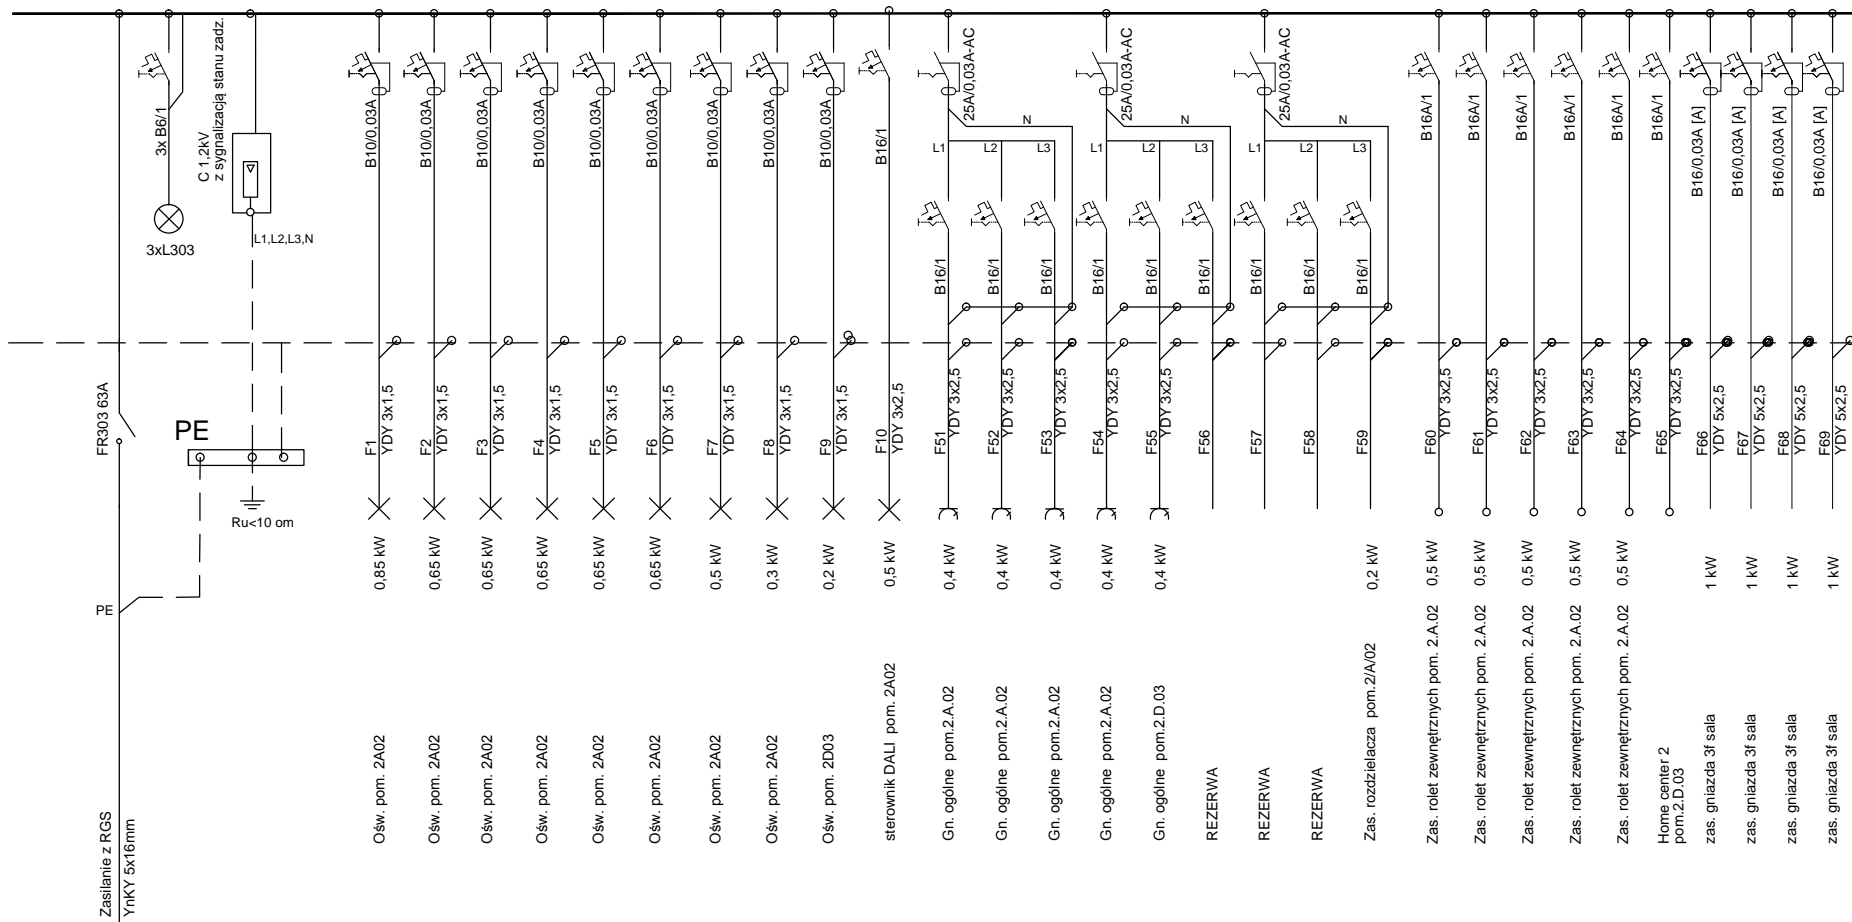 Zasilanie z RGS
YnKY 5x16mm
PE
FR303 63A
3x B6/1
3xL303
C 1,2kV
z sygnalizacją stanu zadz.
L1,L2,L3,N
PE
Ru<10 om
B10/0,03A
F1
YDY 3x1,5
0,85 kW
Ośw. pom. 2A02
B10/0,03A
F2
YDY 3x1,5
0,65 kW
Ośw. pom. 2A02
B10/0,03A
F3
YDY 3x1,5
0,65 kW
Ośw. pom. 2A02
B10/0,03A
F4
YDY 3x1,5
0,65 kW
Ośw. pom. 2A02
B10/0,03A
F5
YDY 3x1,5
0,65 kW
Ośw. pom. 2A02
B10/0,03A
F6
YDY 3x1,5
0,65 kW
Ośw. pom. 2A02
B10/0,03A
F7
YDY 3x1,5
0,5 kW
Ośw. pom. 2A02
B10/0,03A
F8
YDY 3x1,5
0,3 kW
Ośw. pom. 2A02
B10/0,03A
F9
YDY 3x1,5
0,2 kW
Ośw. pom. 2D03
B16/1
F10
YDY 3x2,5
0,5 kW
sterownik DALI pom. 2A02
25A/0,03A-AC
N
L1
L2
L3
B16/1
F51
YDY 3x2,5
0,4 kW
Gn. ogólne pom.2.A.02
B16/1
F52
YDY 3x2,5
0,4 kW
Gn. ogólne pom.2.A.02
B16/1
F53
YDY 3x2,5
0,4 kW
Gn. ogólne pom.2.A.02
25A/0,03A-AC
N
L1
L2
L3
B16/1
F54
YDY 3x2,5
0,4 kW
Gn. ogólne pom.2.A.02
B16/1
F55
YDY 3x2,5
0,4 kW
Gn. ogólne pom.2.D.03
B16/1
F56
REZERWA
25A/0,03A-AC
N
L1
L2
L3
B16/1
F57
REZERWA
B16/1
F58
REZERWA
B16/1
F59
0,2 kW
Zas. rozdzielacza pom.2/A/02
B16A/1
F60
YDY 3x2,5
0,5 kW
Zas. rolet zewnętrznych pom. 2.A.02
B16A/1
F61
YDY 3x2,5
0,5 kW
Zas. rolet zewnętrznych pom. 2.A.02
B16A/1
F62
YDY 3x2,5
0,5 kW
Zas. rolet zewnętrznych pom. 2.A.02
B16A/1
F63
YDY 3x2,5
0,5 kW
Zas. rolet zewnętrznych pom. 2.A.02
B16A/1
F64
YDY 3x2,5
0,5 kW
Zas. rolet zewnętrznych pom. 2.A.02
B16A/1
F65
YDY 3x2,5
Home center 2
pom.2.D.03
B16/0,03A [A]
F66
YDY 5x2,5
1 kW
zas. gniazda 3f sala
B16/0,03A [A]
F67
YDY 5x2,5
1 kW
zas. gniazda 3f sala
B16/0,03A [A]
F68
YDY 5x2,5
1 kW
zas. gniazda 3f sala
B16/0,03A [A]
F69
YDY 5x2,5
1 kW
zas. gniazda 3f sala